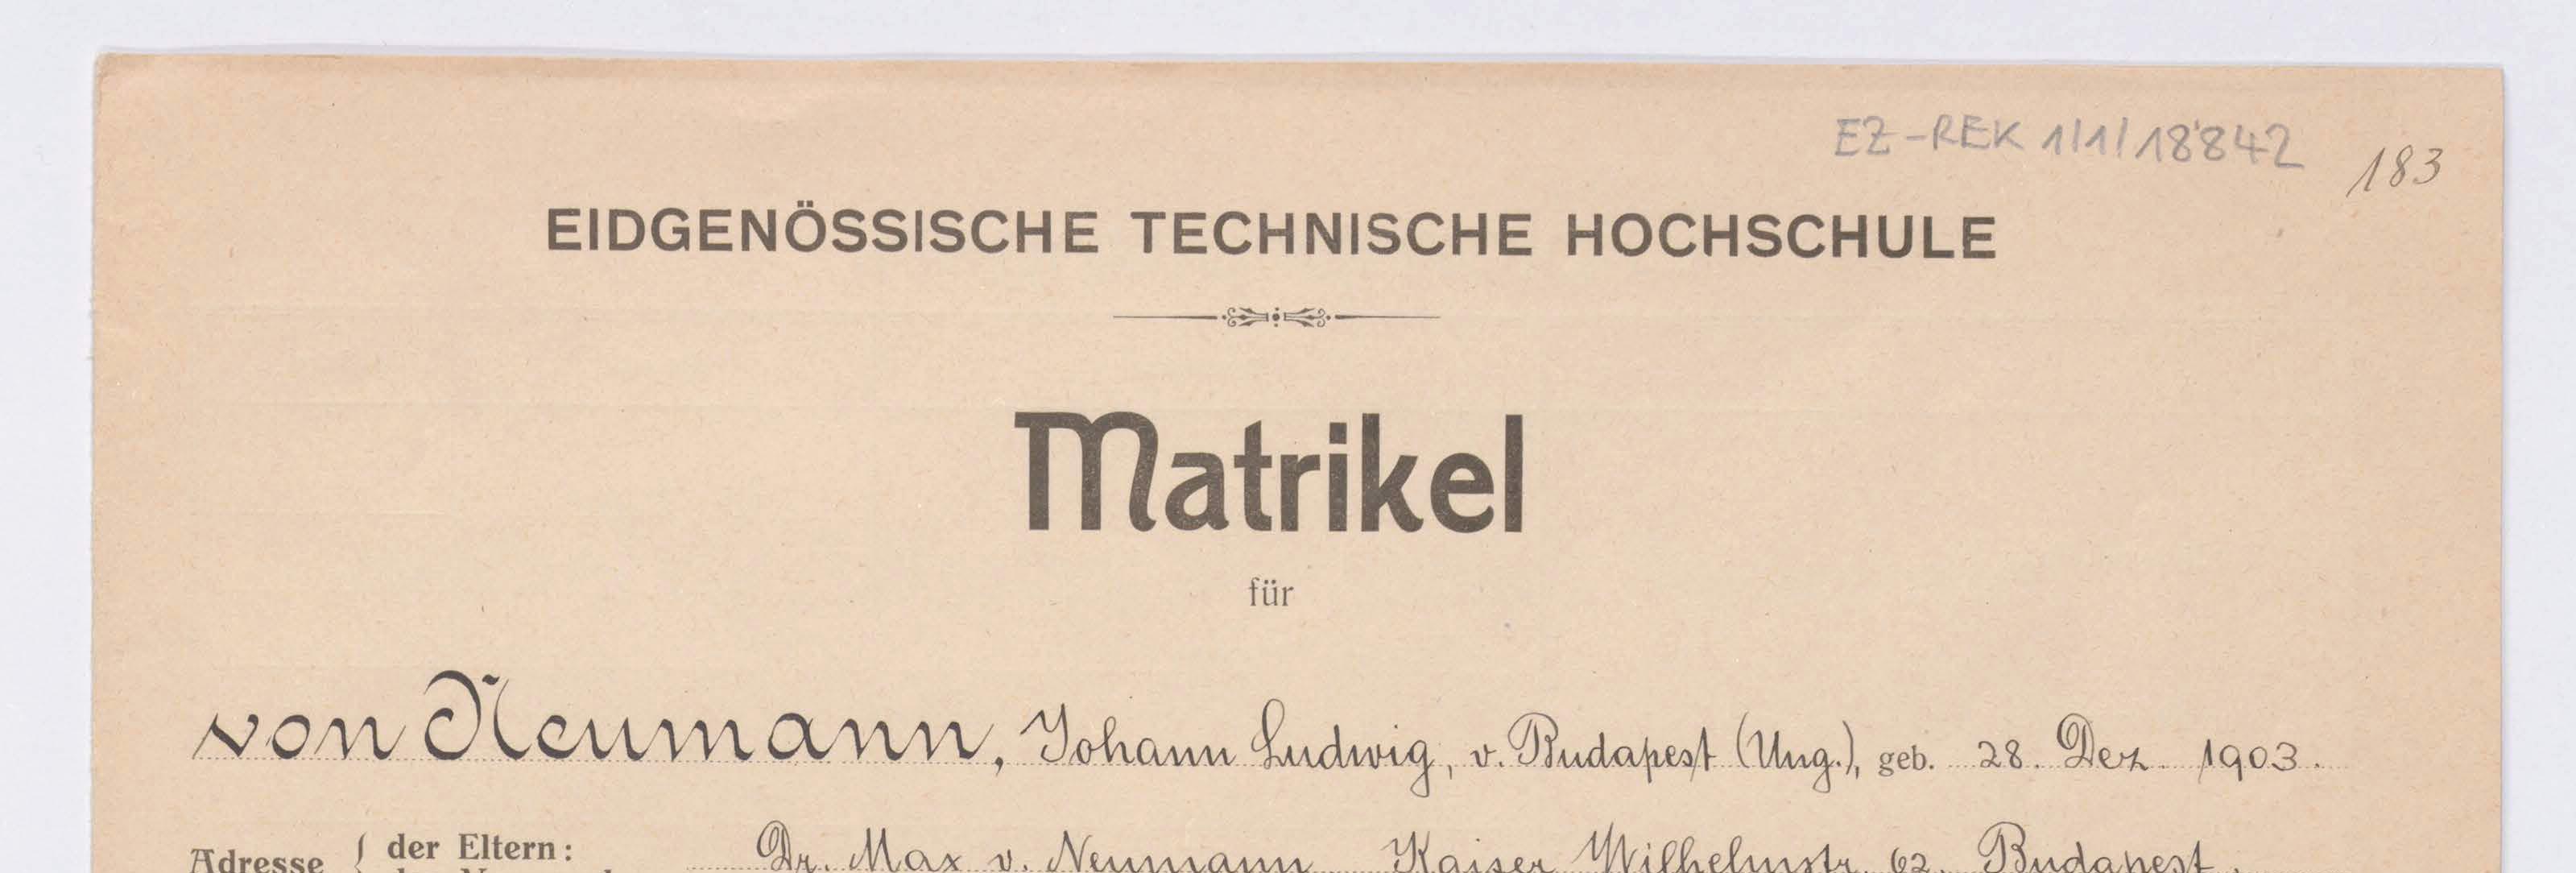 EZ-REK 1/1/18842
183
EIDGENÖSSISCHE TECHNISCHE HOCHSCHULE
Matrikel
für
von Neumann, Johann Ludwig, v. Budapest (Ung.), geb. 28. Dez. 1903.
Adresse { der Eltern: Dr. Max v. Neumann Kaiser Wilhelmstr. 62. Budapest.